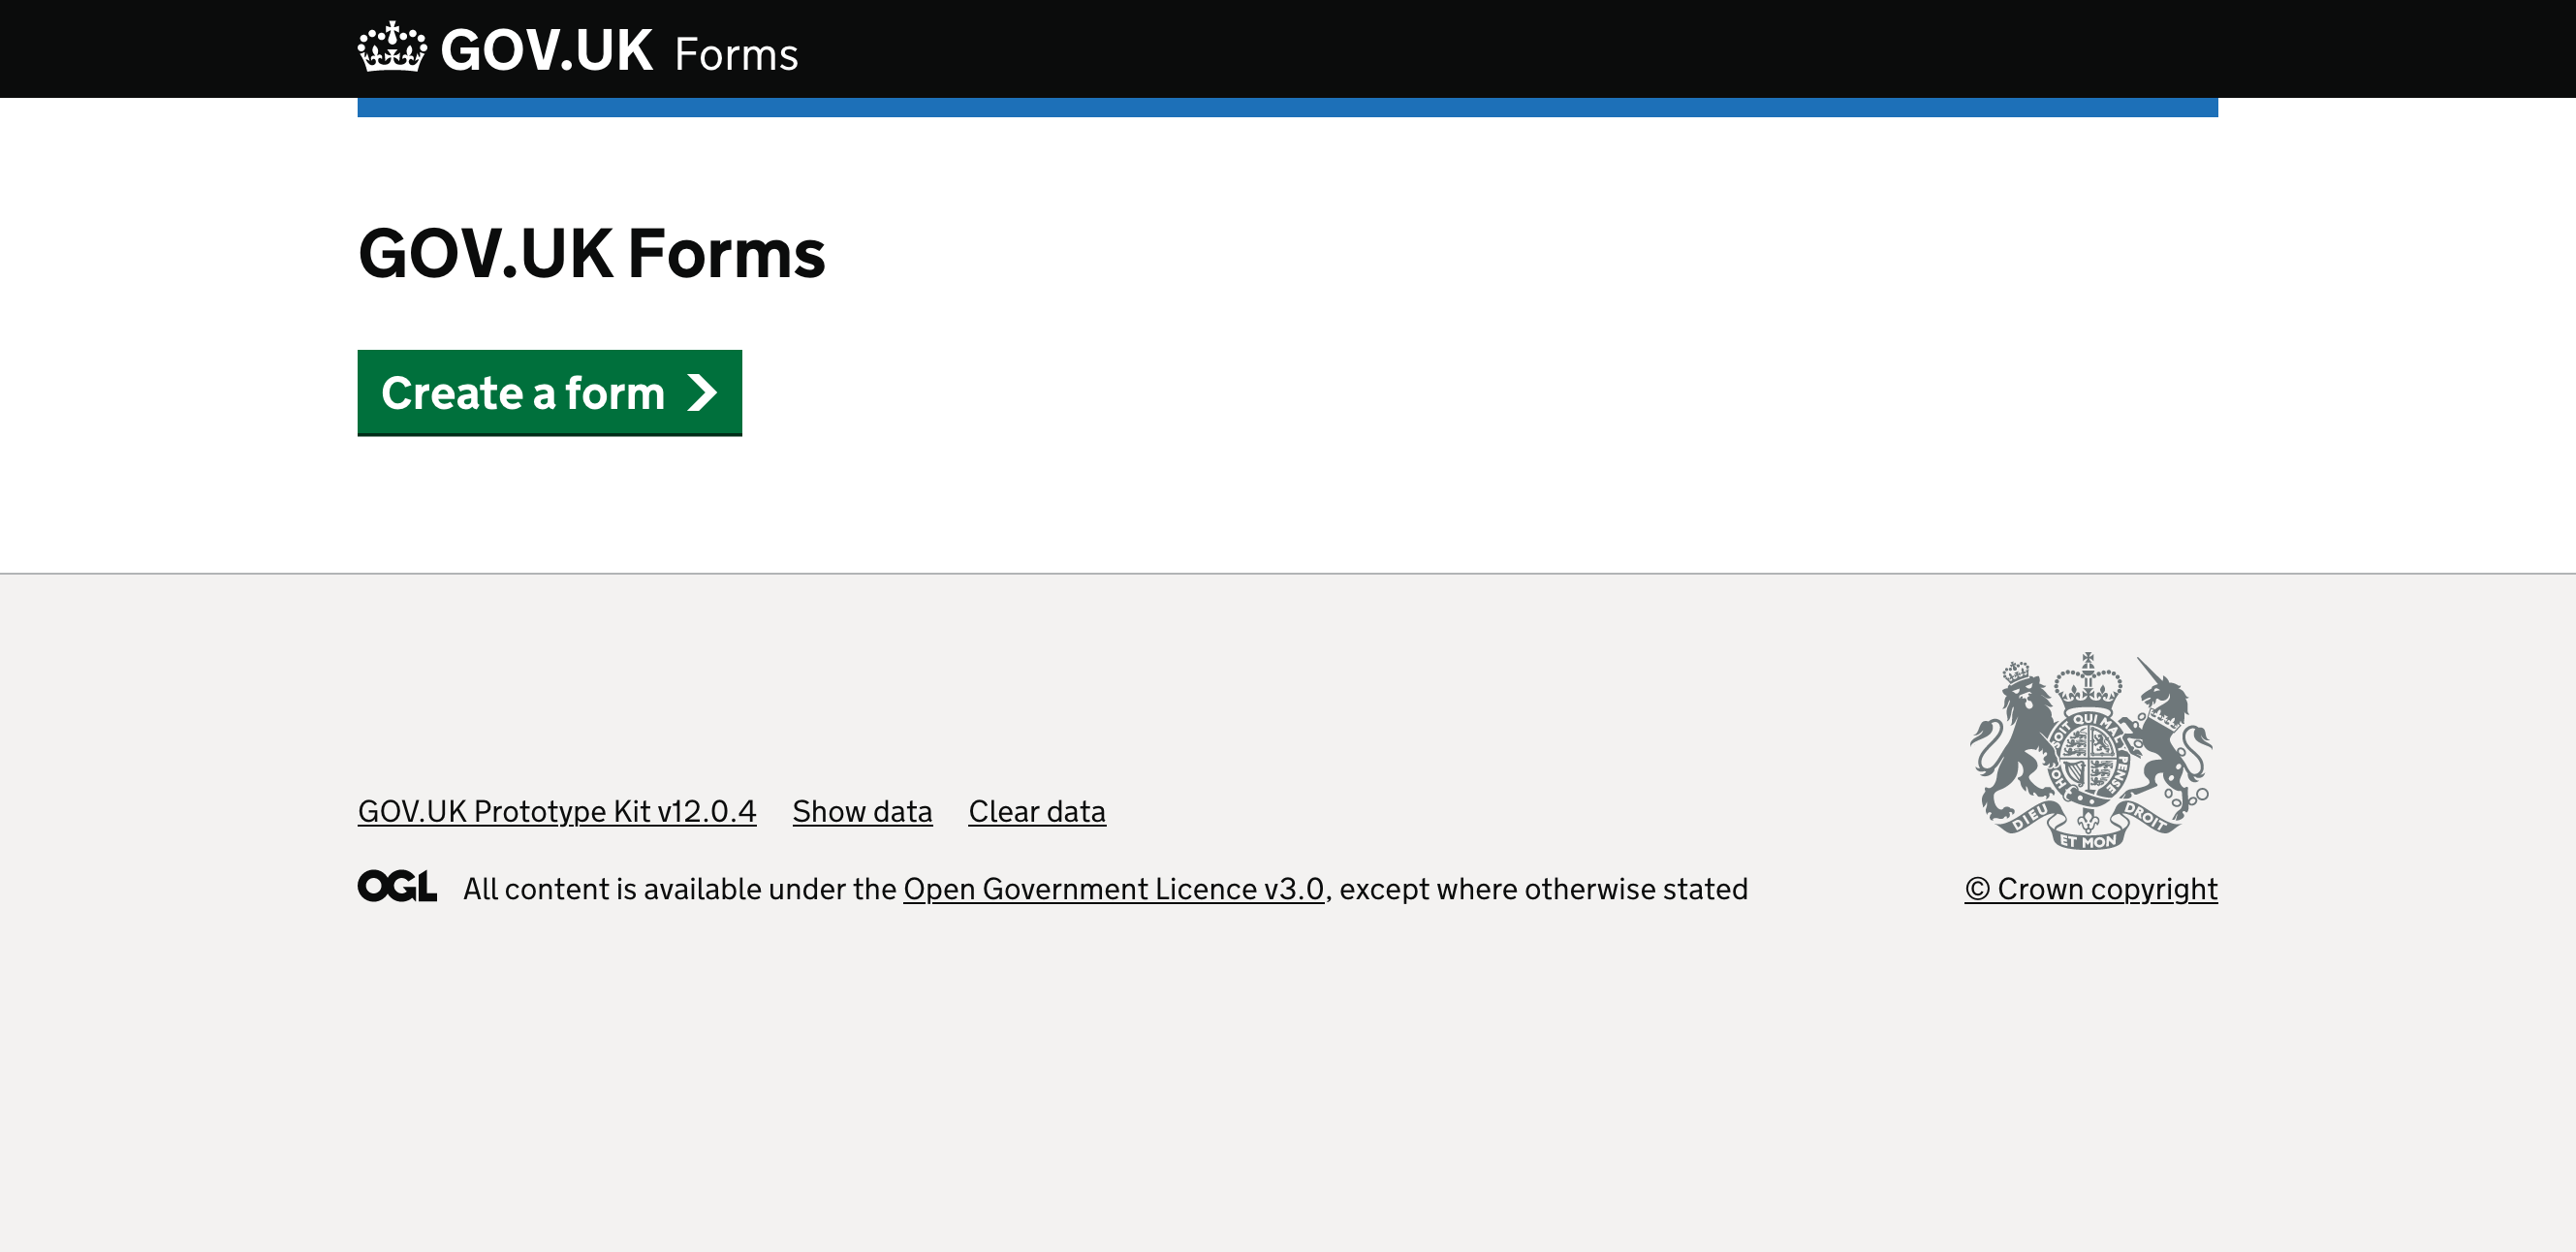 GOV.UK Forms
GOV.UK Forms
Create a form
GOV.UK Prototype Kit v12.0.4 Show data Clear data
OGL All content is available under the Open Government Licence v3.0, except where otherwise stated
SOIT QUI MAL Y PENSE
DIEU ET MON DROIT
© Crown copyright